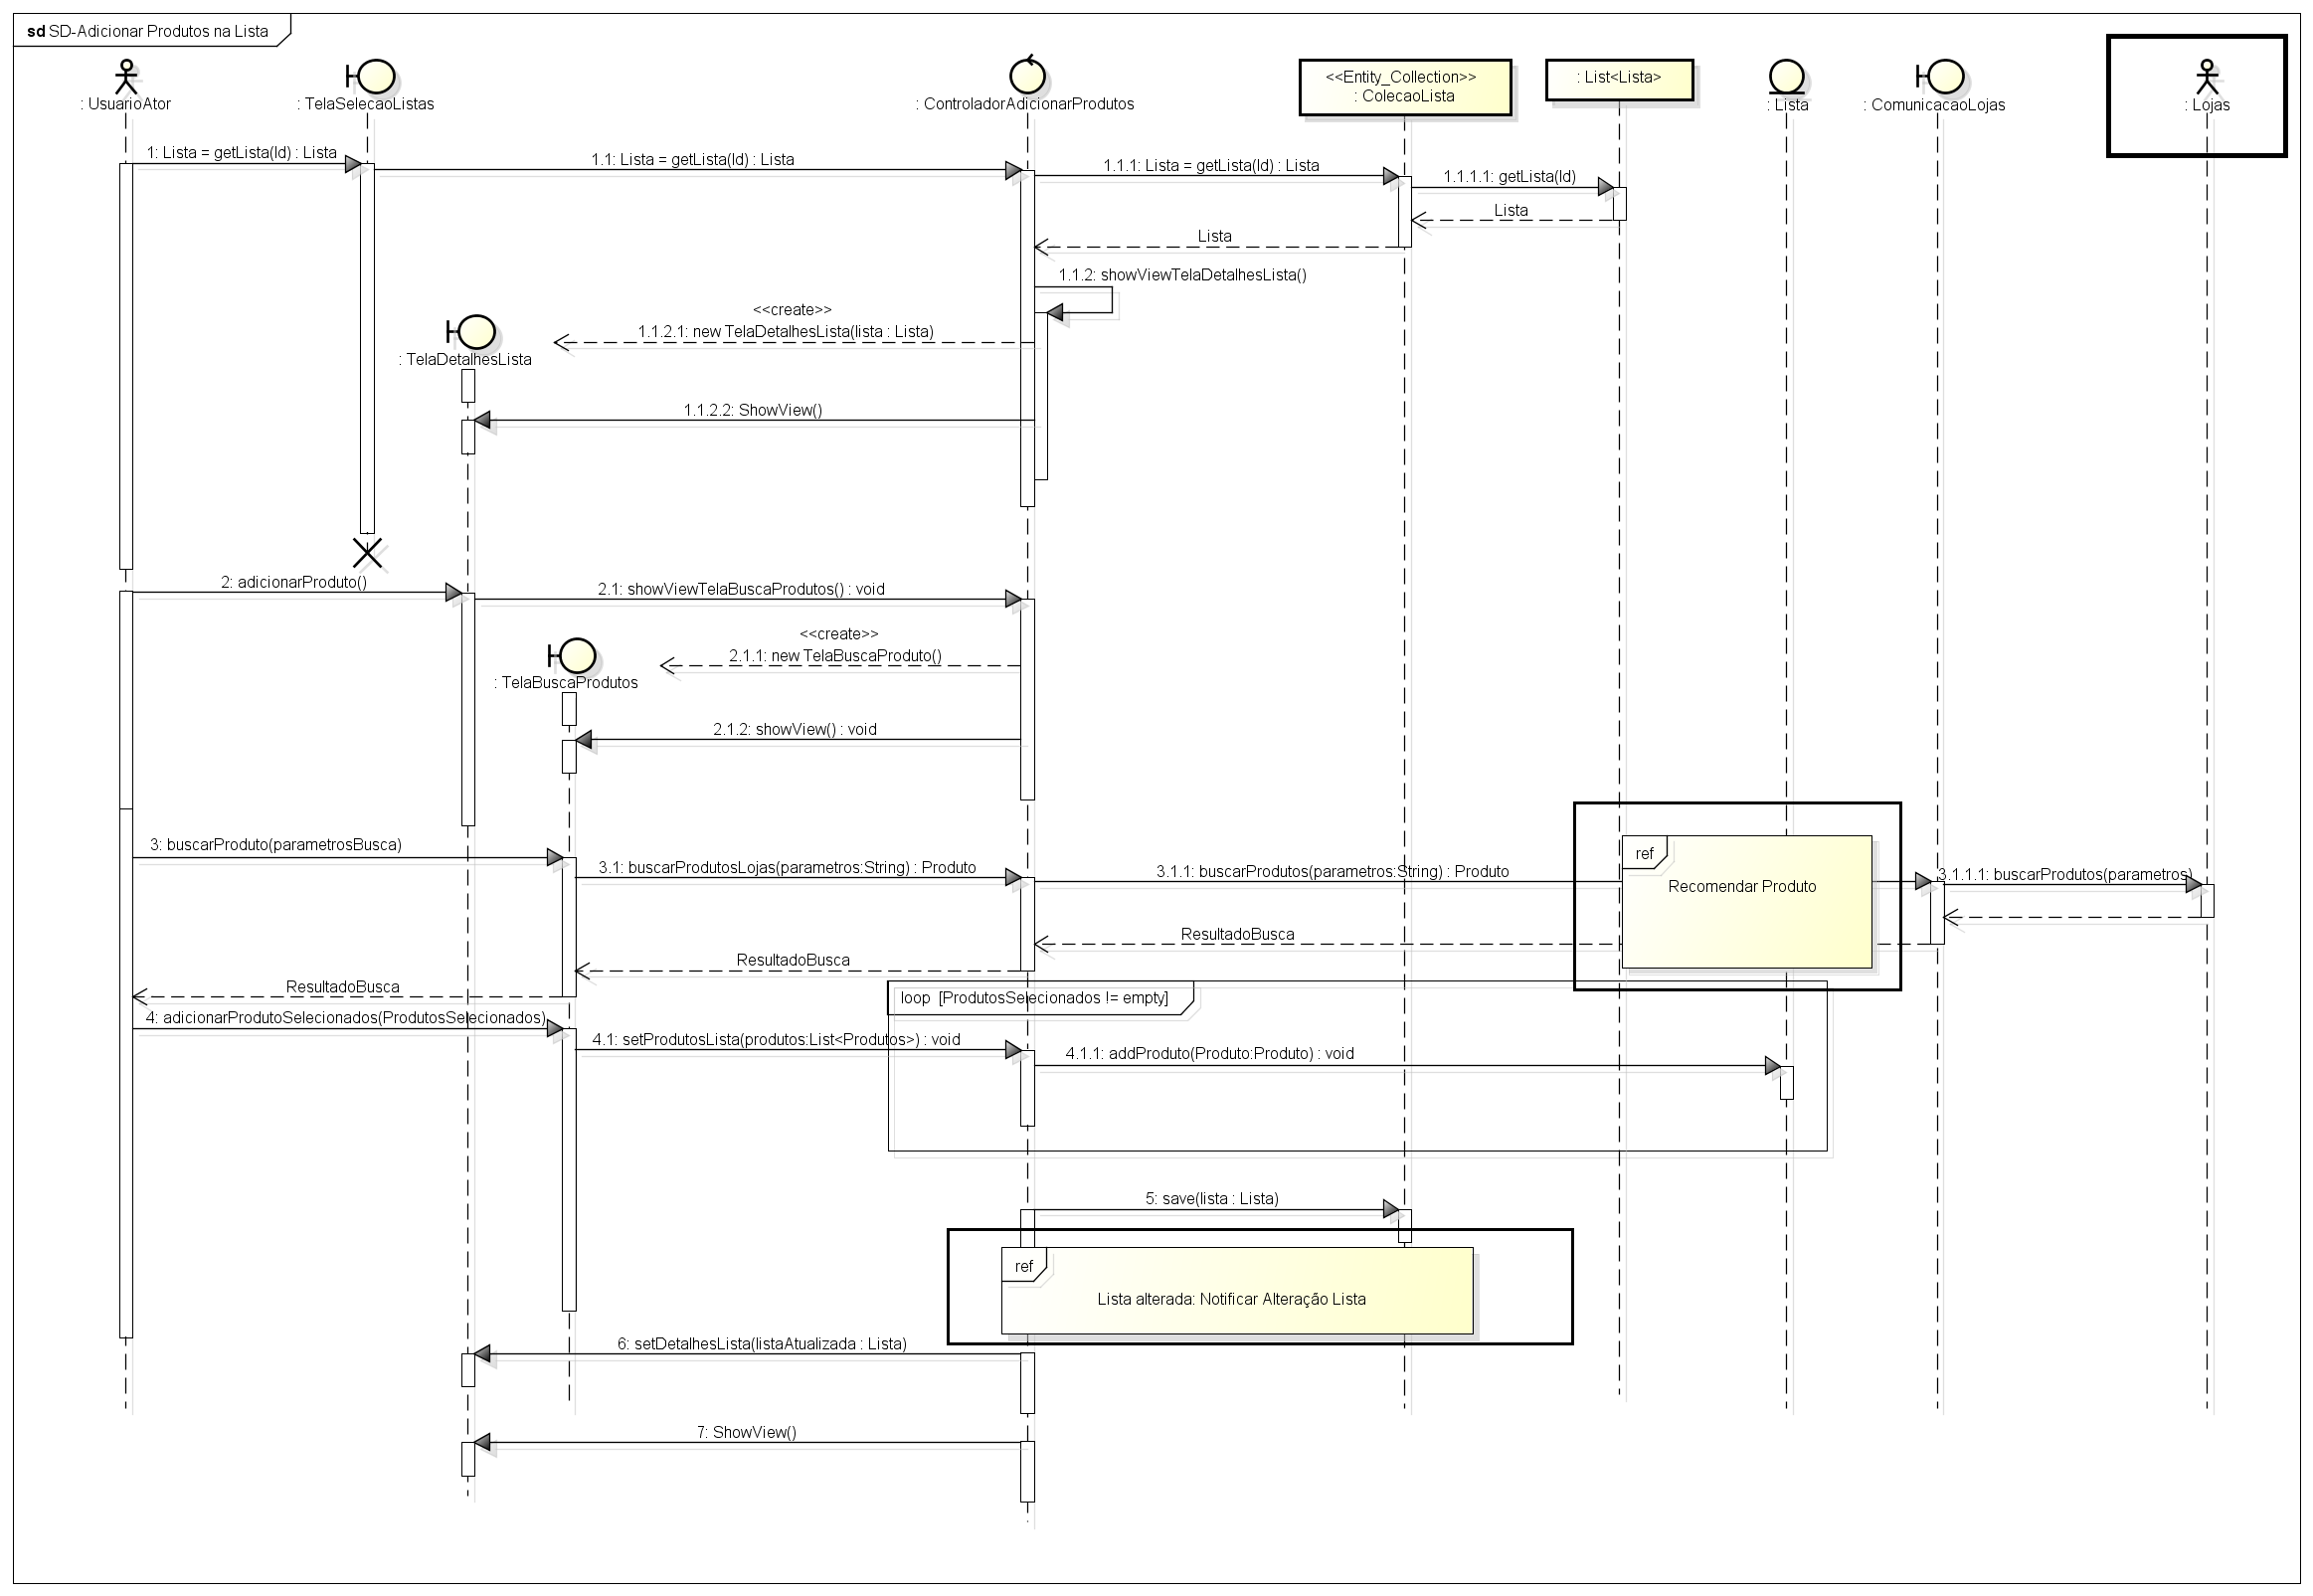 sd SD-Adicionar Produtos na Lista
: UsuarioAtor
: TelaSelecaoListas
: ControladorAdicionarProdutos
<<Entity_Collection>>
: ColecaoLista
: List<Lista>
: Lista
: ComunicacaoLojas
: Lojas
1: Lista = getLista(Id) : Lista
1.1: Lista = getLista(Id) : Lista
1.1.1: Lista = getLista(Id) : Lista
1.1.1.1: getLista(Id)
Lista
Lista
1.1.2: showViewTelaDetalhesLista()
<<create>>
1.1.2.1: new TelaDetalhesLista(lista : Lista)
: TelaDetalhesLista
1.1.2.2: ShowView()
2: adicionarProduto()
2.1: showViewTelaBuscaProdutos() : void
<<create>>
2.1.1: new TelaBuscaProduto()
: TelaBuscaProdutos
2.1.2: showView() : void
3: buscarProduto(parametrosBusca)
3.1: buscarProdutosLojas(parametros:String) : Produto
3.1.1: buscarProdutos(parametros:String) : Produto
ref
Recomendar Produto
3.1.1.1: buscarProdutos(parametros)
ResultadoBusca
ResultadoBusca
ResultadoBusca
loop [ProdutosSelecionados != empty]
4: adicionarProdutoSelecionados(ProdutosSelecionados)
4.1: setProdutosLista(produtos:List<Produtos>) : void
4.1.1: addProduto(Produto:Produto) : void
5: save(lista : Lista)
ref
Lista alterada: Notificar Alteração Lista
6: setDetalhesLista(listaAtualizada : Lista)
7: ShowView()